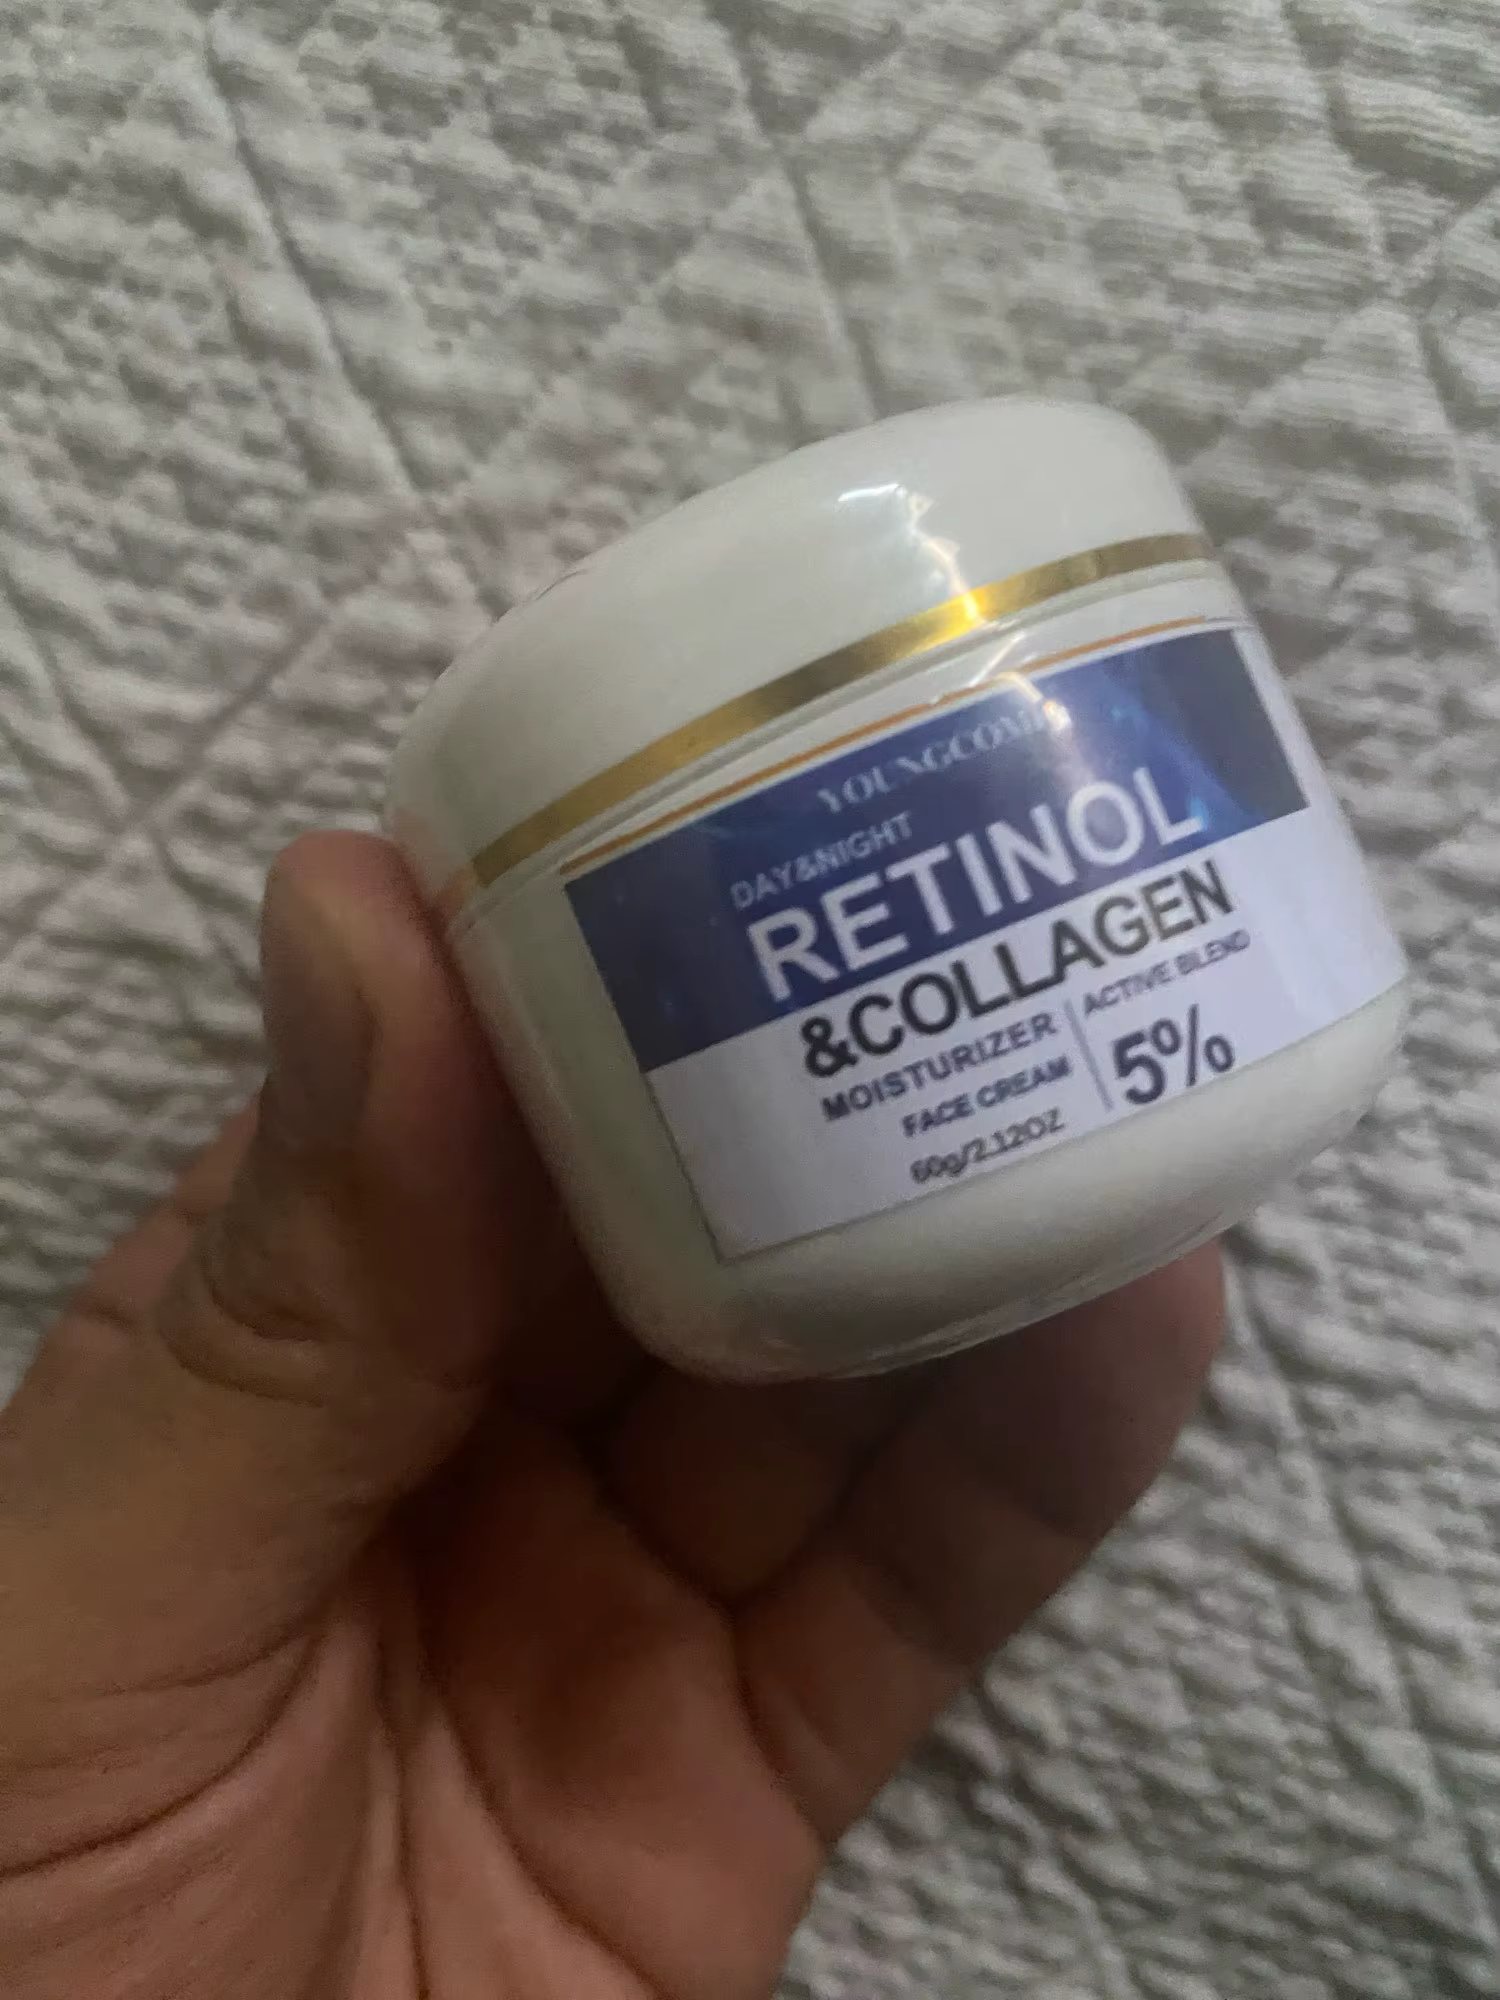 YOUNGCOME
DAY&NIGHT
RETINOL
&COLLAGEN
MOISTURIZER
FACE CREAM
60g/2.12OZ
ACTIVE BLEND
5%